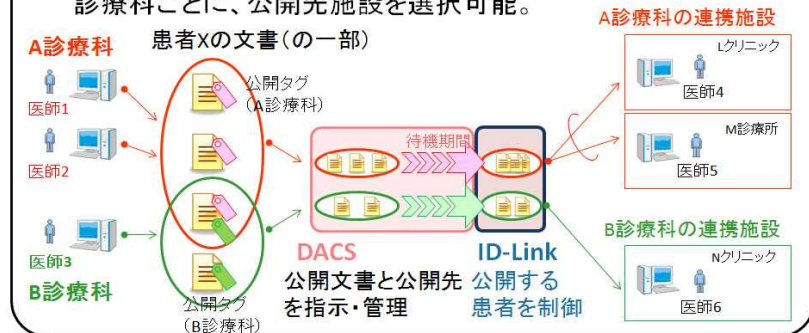 診療科ごとに、公開先施設を選択可能。
A診療科の連携施設
A診療科
患者Xの文書(の一部)
Lクリニック
医師1
公開タグ
(A診療科)
医師4
医師2
待機期間
M診療所
医師5
医師3
B診療科
DACS
ID-Link
B診療科の連携施設
公開文書と公開先
を指示・管理
公開する
患者を制御
Nクリニック
医師6
公開タグ
(B診療科)